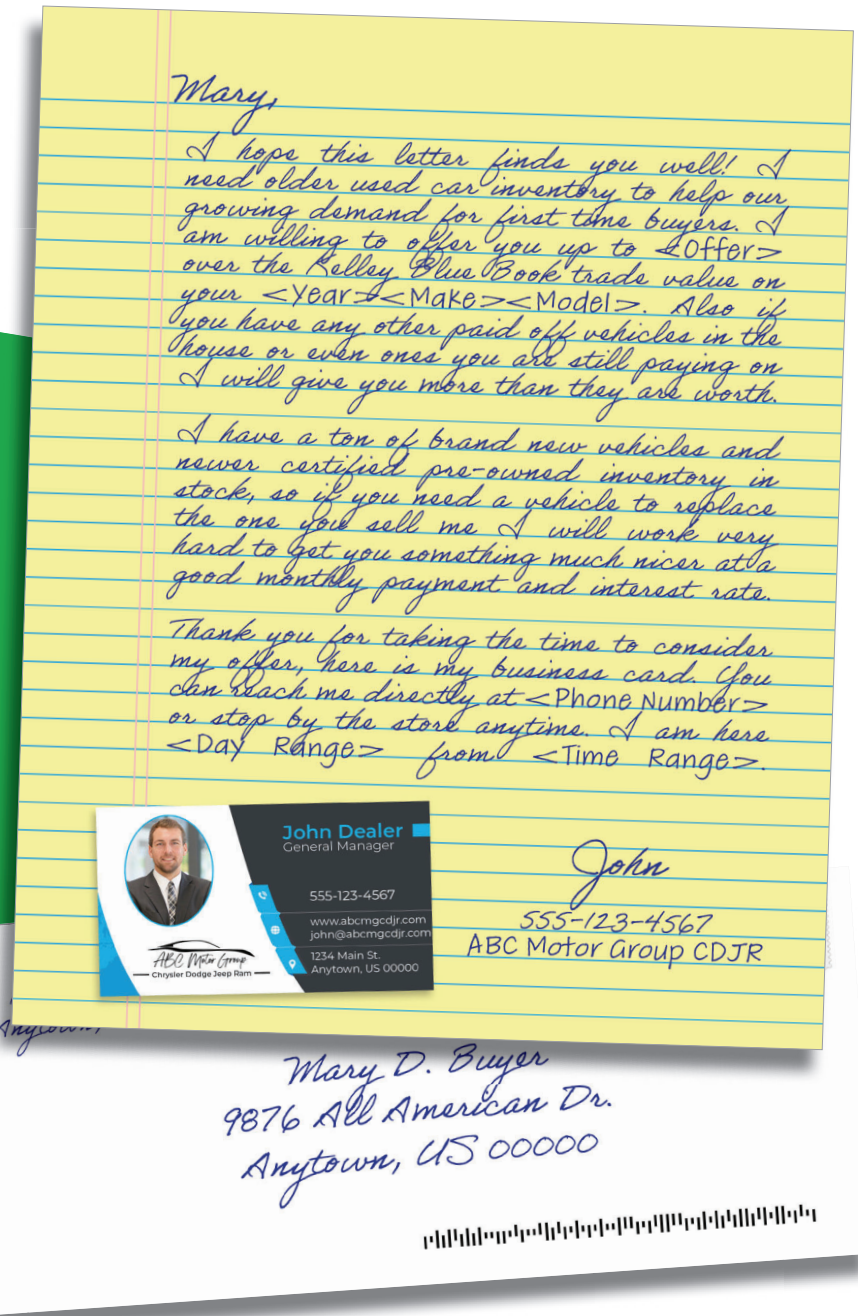 Mary,
I hope this letter finds you well! I
need older used car inventory to help our
growing demand for first time buyers. I
am willing to offer you up to <Offer>
over the Kelley Blue Book trade value on
your <Year><Make><Model>. Also if
you have any other paid off vehicles in the
house or even ones you are still paying on
I will give you more than they are worth.
I have a ton of brand new vehicles and
newer certified pre-owned inventory in
stock, so if you need a vehicle to replace
the one you sell me I will work very
hard to get you something much nicer at a
good monthly payment and interest rate.
Thank you for taking the time to consider
my offer, here is my business card. You
can reach me directly at <Phone Number>
or stop by the store anytime. I am here
<Day Range> from <Time Range>.
John
555-123-4567
ABC Motor Group CDJR
John Dealer
General Manager
555-123-4567
www.abcmgcdjr.com
john@abcmgcdjr.com
1234 Main St.
Anytown, US 00000
ABC Motor Group
Chrysler Dodge Jeep Ram
Anytown,
Mary D. Buyer
9876 All American Dr.
Anytown, US 00000